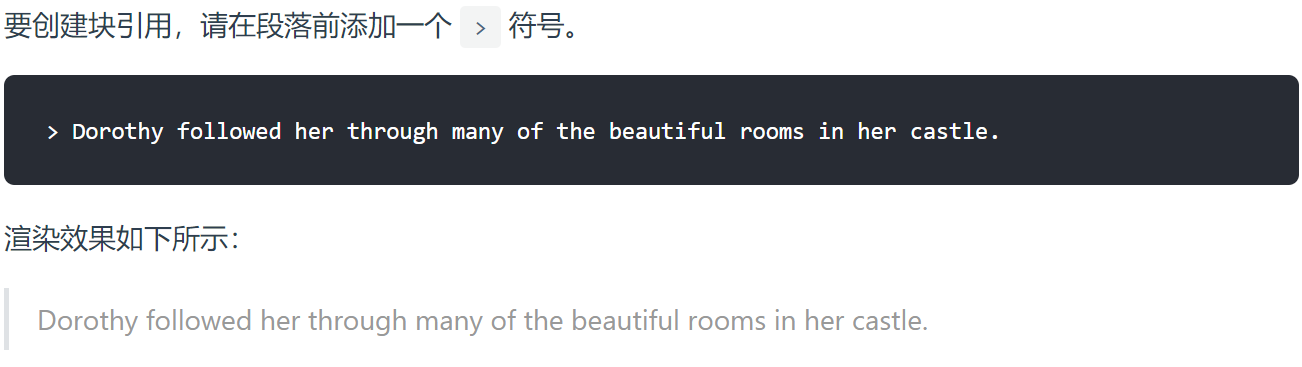 要创建块引用，请在段落前添加一个 > 符号。
> Dorothy followed her through many of the beautiful rooms in her castle.
渲染效果如下所示：
Dorothy followed her through many of the beautiful rooms in her castle.